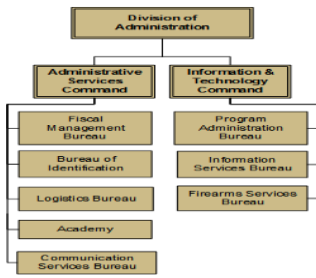 Division of
Administration
Administrative
Services
Command
Information &
Technology
Command
Fiscal
Management
Bureau
Program
Administration
Bureau
Bureau of
Identification
Information
Services Bureau
Logistics Bureau
Firearms Services
Bureau
Academy
Communication
Services Bureau